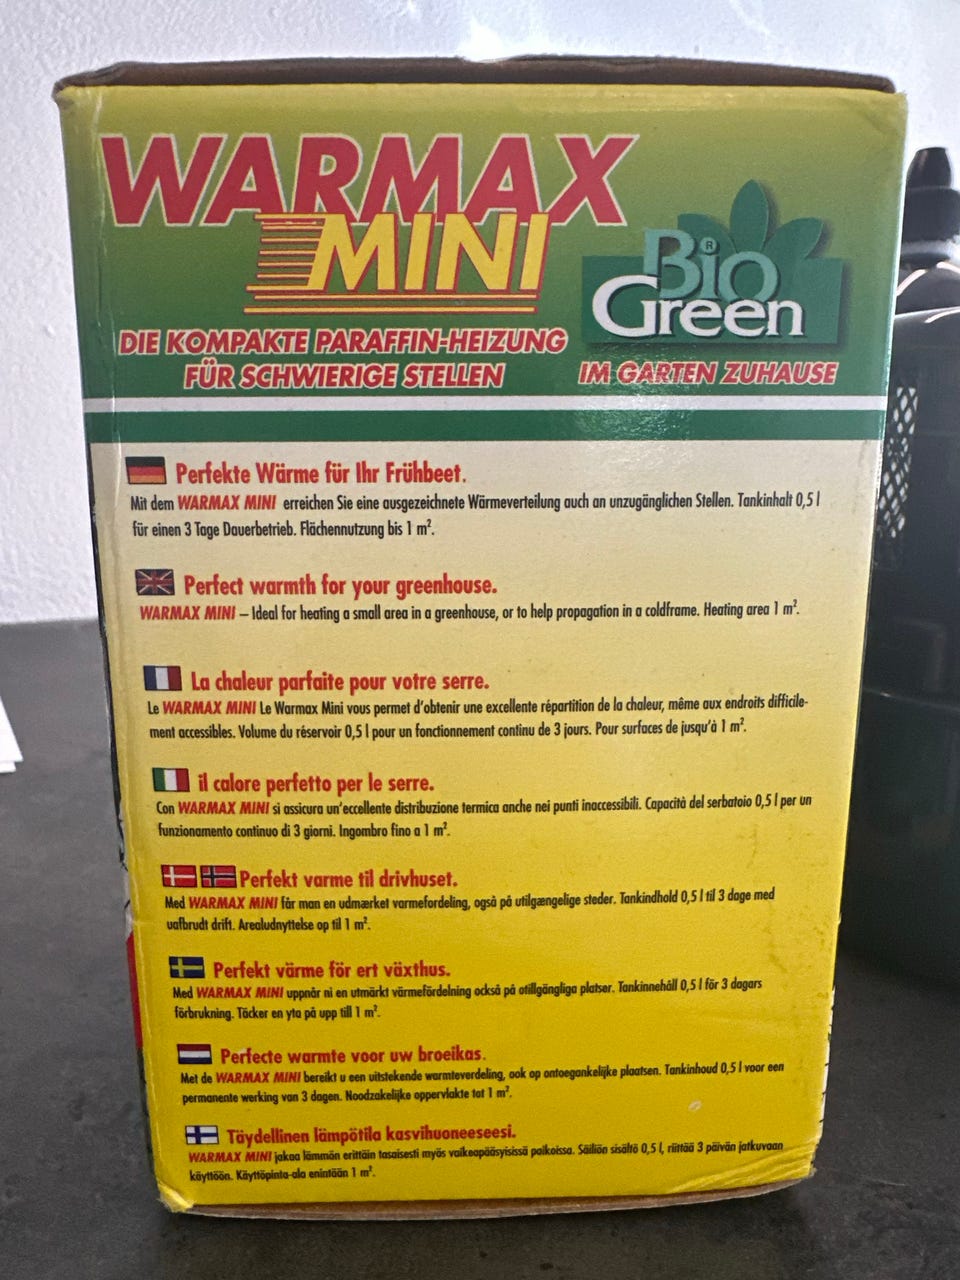 WARMAX
MINI
Bio®
Green
DIE KOMPAKTE PARAFFIN-HEIZUNG
FÜR SCHWIERIGE STELLEN
IM GARTEN ZUHAUSE
Perfekte Wärme für Ihr Frühbeet.
Mit dem WARMAX MINI erreichen Sie eine ausgezeichnete Wärmeverteilung auch an unzugänglichen Stellen. Tankinhalt 0,5 l
für einen 3 Tage Dauerbetrieb. Flächennutzung bis 1 m².
Perfect warmth for your greenhouse.
WARMAX MINI – Ideal for heating a small area in a greenhouse, or to help propagation in a coldframe. Heating area 1 m².
La chaleur parfaite pour votre serre.
Le WARMAX MINI Le Warmax Mini vous permet d'obtenir une excellente répartition de la chaleur, même aux endroits difficile-
ment accessibles. Volume du réservoir 0,5 l pour un fonctionnement continu de 3 jours. Pour surfaces de jusqu'à 1 m².
il calore perfetto per le serre.
Con WARMAX MINI si assicura un'eccellente distribuzione termica anche nei punti inaccessibili. Capacità del serbatoio 0,5 l per un
funzionamento continuo di 3 giorni. Ingombro fino a 1 m².
Perfekt varme til drivhuset.
Med WARMAX MINI får man en udmærket varmefordeling, også på utilgængelige steder. Tankindhold 0,5 l til 3 dage med
uafbrudt drift. Arealudnyttelse op til 1 m².
Perfekt värme för ert växthus.
Med WARMAX MINI uppnår ni en utmärkt värmefördelning också på otillgängliga platser. Tankinnehåll 0,5 l för 3 dagars
förbrukning. Täcker en yta på upp till 1 m².
Perfecte warmte voor uw broeikas.
Met de WARMAX MINI bereikt u een uitstekende warmteverdeling, ook op ontoegankelijke plaatsen. Tankinhoud 0,5 l voor een
permanente werking van 3 dagen. Noodzakelijke oppervlakte tot 1 m².
Täydellinen lämpötila kasvihuoneeseesi.
WARMAX MINI jakaa lämmön erittäin tasaisesti myös vaikeapääsyisissä paikoissa. Säiliön sisältö 0,5 l, riittää 3 päivän jatkuvaan
käyttöön. Käyttöpinta-ala enintään 1 m².